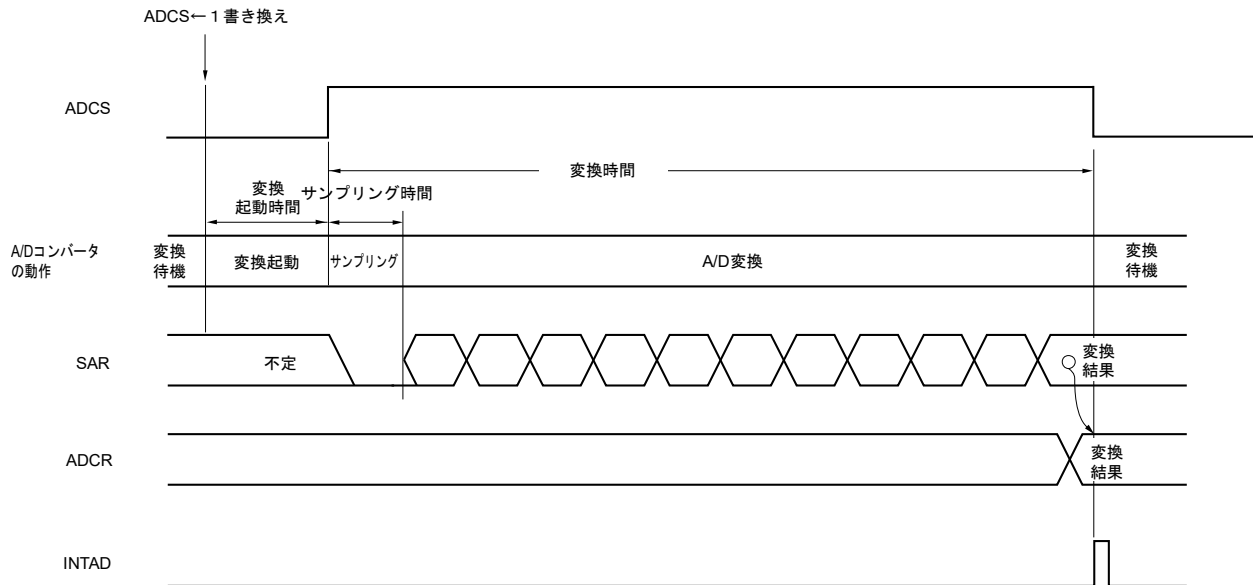 ADCS←１書き換え
ADCS
変換時間
変換
起動時間
サンプリング時間
A/Dコンバータ
の動作
変換
待機
変換起動
サンプリング
A/D変換
変換
待機
SAR
不定
変換
結果
ADCR
変換
結果
INTAD